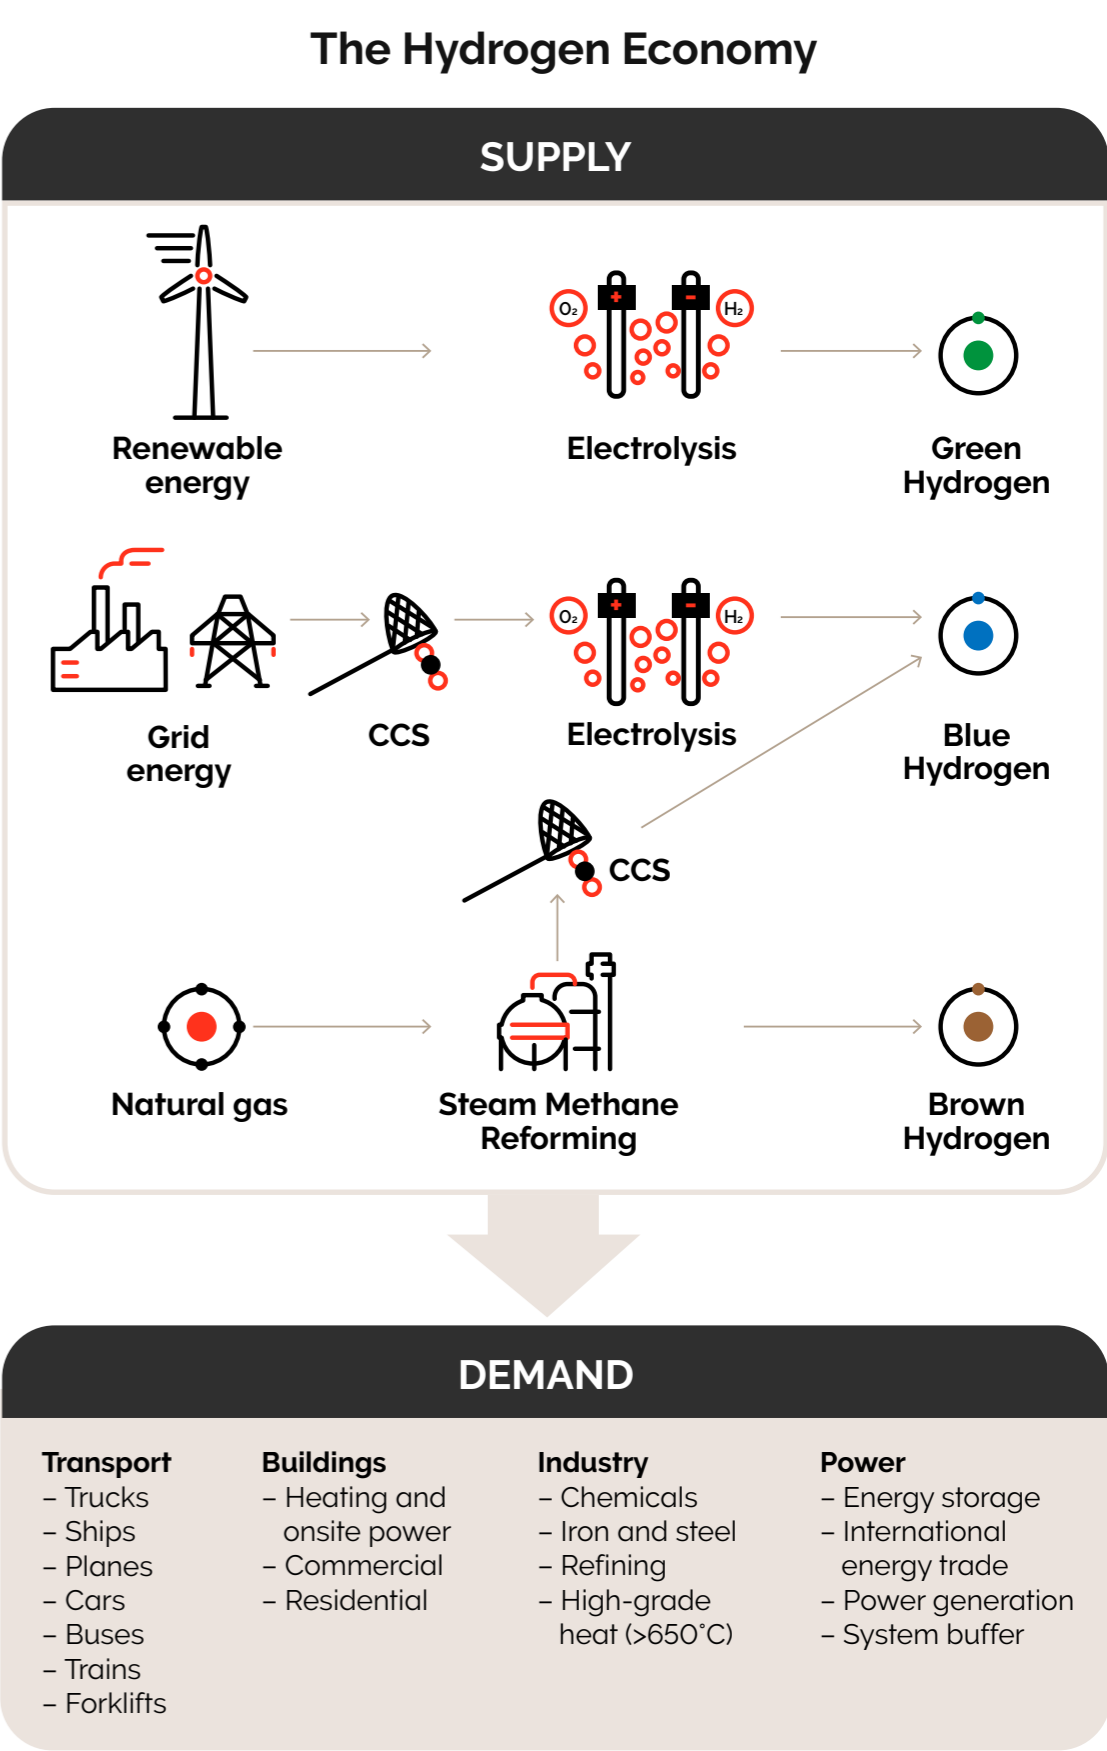 The Hydrogen Economy
SUPPLY
O₂
+
-
H₂
Renewable
energy
Electrolysis
Green
Hydrogen
O₂
+
-
H₂
Grid
energy
CCS
Electrolysis
Blue
Hydrogen
CCS
Natural gas
Steam Methane
Reforming
Brown
Hydrogen
DEMAND
Transport
– Trucks
– Ships
– Planes
– Cars
– Buses
– Trains
– Forklifts
Buildings
– Heating and
onsite power
– Commercial
– Residential
Industry
– Chemicals
– Iron and steel
– Refining
– High-grade
heat (>650°C)
Power
– Energy storage
– International
energy trade
– Power generation
– System buffer